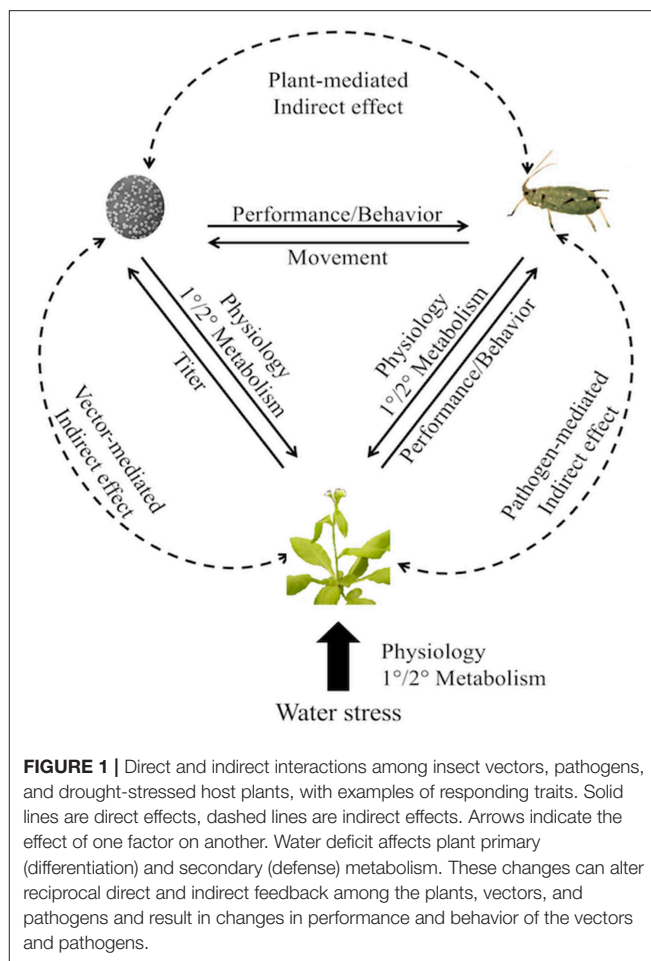 Plant-mediated
Indirect effect
Performance/Behavior
Movement
Physiology
1°/2° Metabolism
Titer
Physiology
1°/2° Metabolism
Performance/Behavior
Vector-mediated
Indirect effect
Pathogen-mediated
Indirect effect
Physiology
1°/2° Metabolism
Water stress
FIGURE 1 | Direct and indirect interactions among insect vectors, pathogens,
and drought-stressed host plants, with examples of responding traits. Solid
lines are direct effects, dashed lines are indirect effects. Arrows indicate the
effect of one factor on another. Water deficit affects plant primary
(differentiation) and secondary (defense) metabolism. These changes can alter
reciprocal direct and indirect feedback among the plants, vectors, and
pathogens and result in changes in performance and behavior of the vectors
and pathogens.